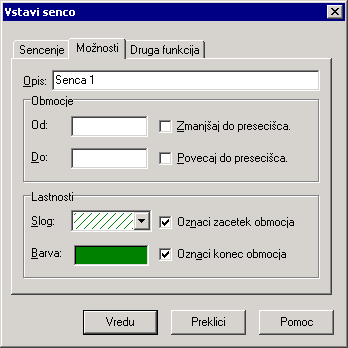 Vstavi senco
Sencenje Možnosti Druga funkcija
Opis: Senca 1
Obmocje
Od: Zmanjšaj do presecišca.
Do: Povecaj do presecišca.
Lastnosti
Slog: Oznaci zacetek obmocja
Barva: Oznaci konec obmocja
Vredu Preklici Pomoc